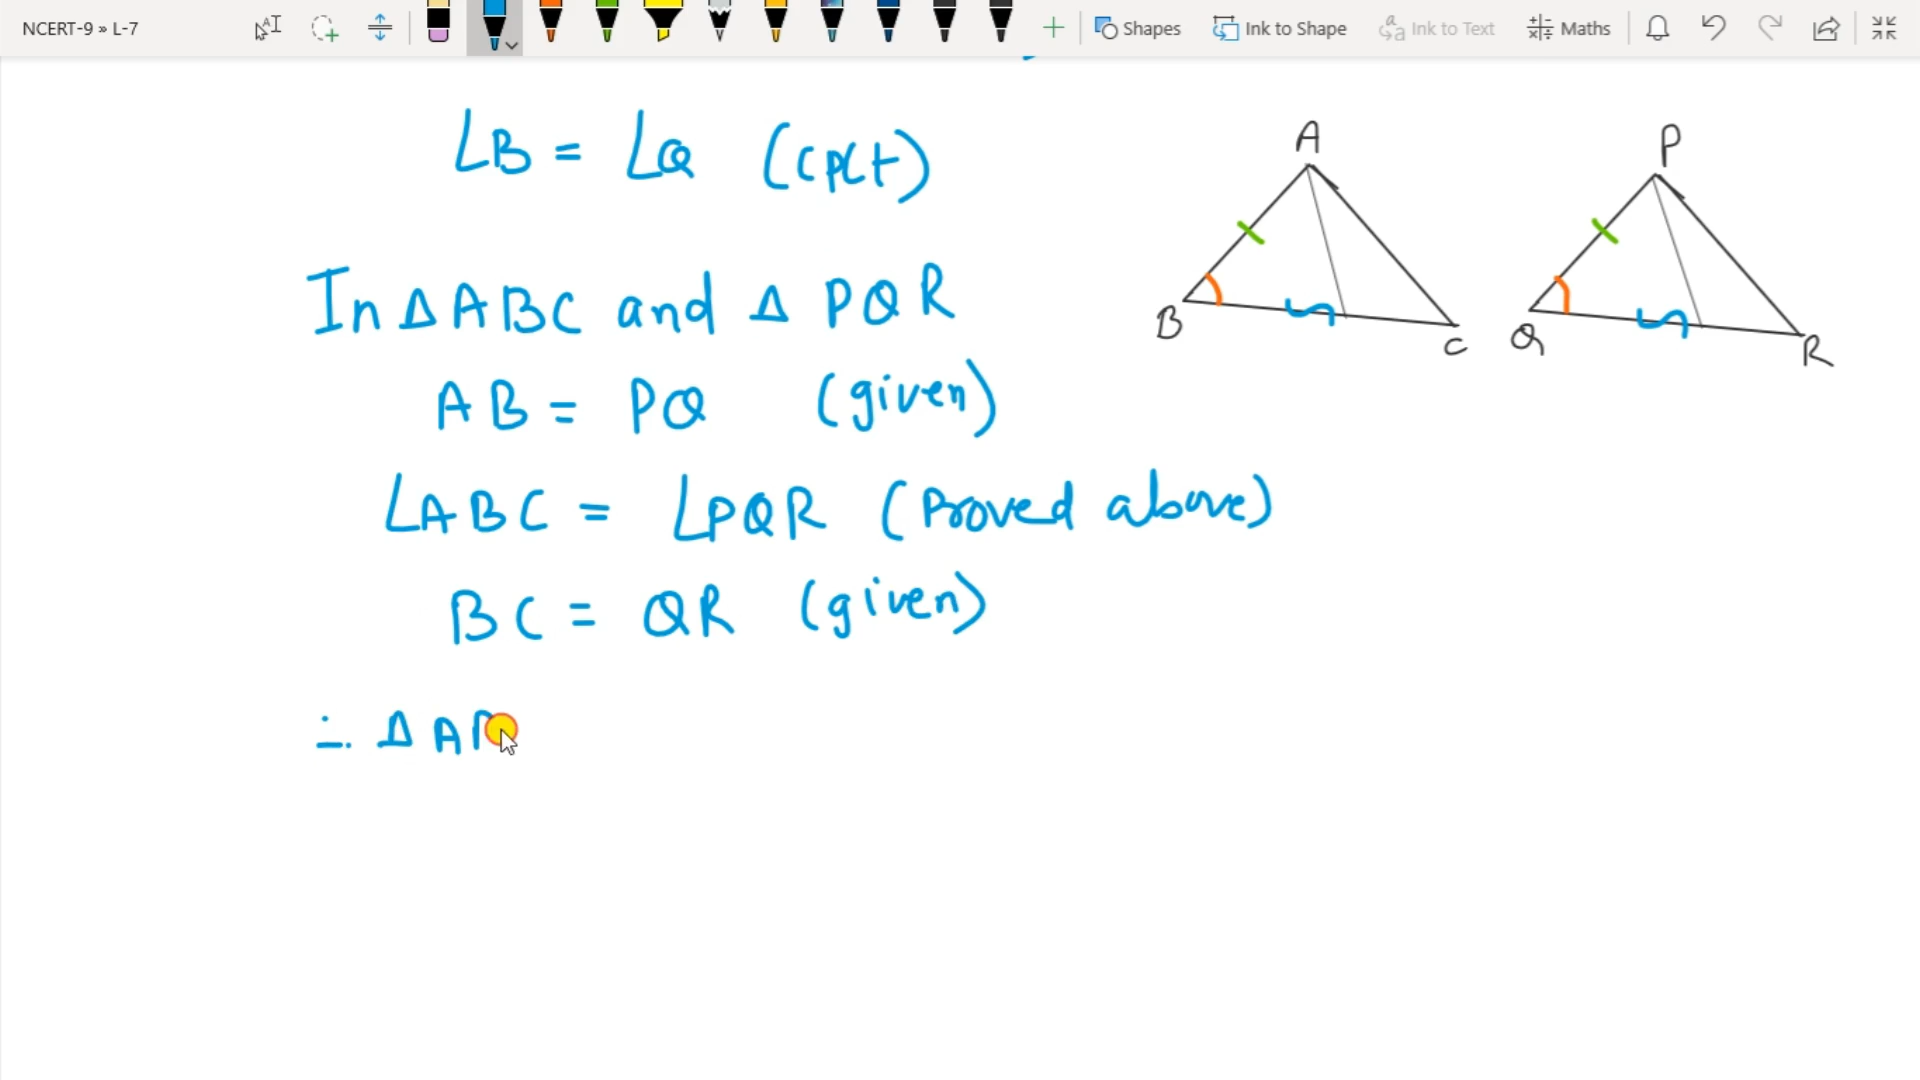 NCERT-9 » L-7
Shapes
Ink to Shape
Ink to Text
Maths
∠B = ∠Q (CPCt)
In Δ ABC and Δ PQR
AB = PQ (given)
∠ABC = ∠PQR (Proved above)
BC = QR (given)
∴ Δ A
A
B
C
P
Q
R